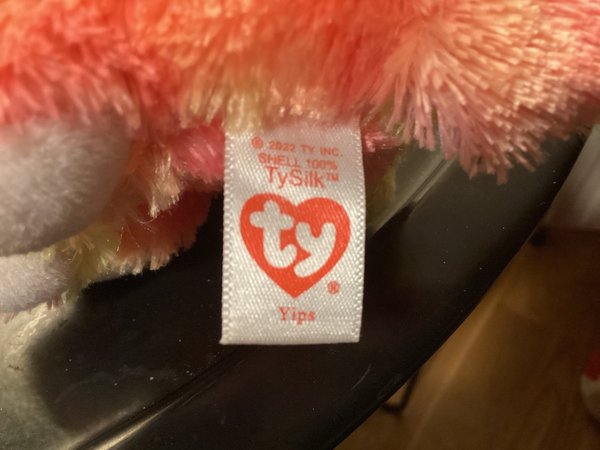 © 2022 TY INC.
SHELL 100%
TySilk™
ty
®
Yips